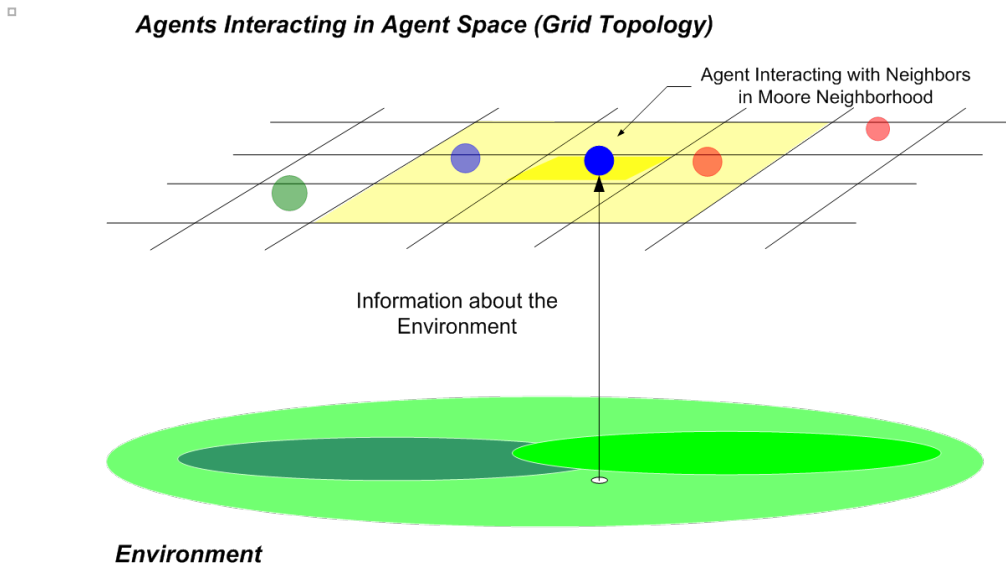 Agents Interacting in Agent Space (Grid Topology)
Agent Interacting with Neighbors
in Moore Neighborhood
Information about the
Environment
Environment